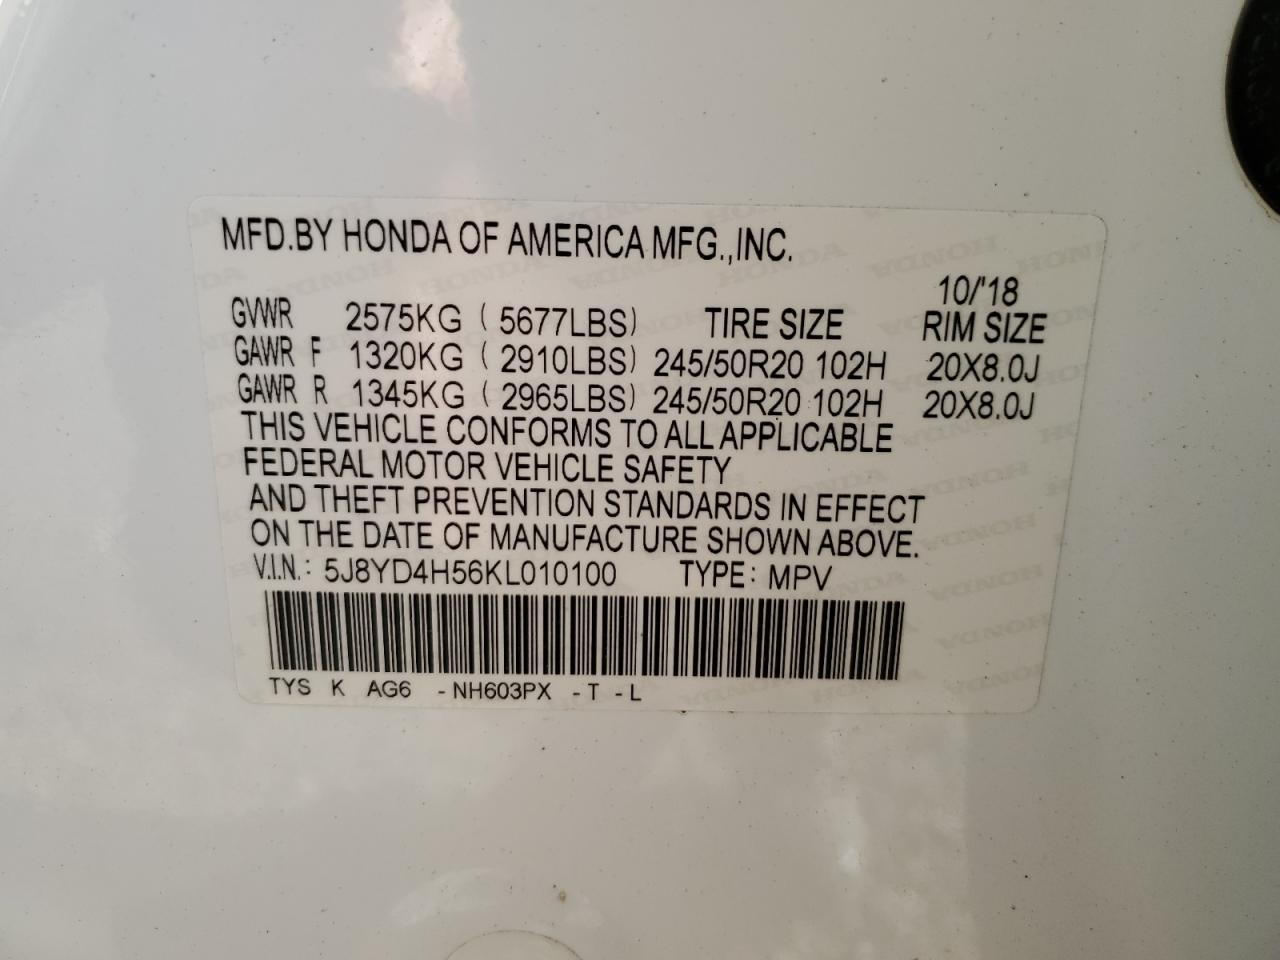 MFD.BY HONDA OF AMERICA MFG.,INC.
10/'18
GVWR 2575KG ( 5677LBS) TIRE SIZE RIM SIZE
GAWR F 1320KG ( 2910LBS) 245/50R20 102H 20X8.0J
GAWR R 1345KG ( 2965LBS) 245/50R20 102H 20X8.0J
THIS VEHICLE CONFORMS TO ALL APPLICABLE
FEDERAL MOTOR VEHICLE SAFETY
AND THEFT PREVENTION STANDARDS IN EFFECT
ON THE DATE OF MANUFACTURE SHOWN ABOVE.
V.I.N.: 5J8YD4H56KL010100 TYPE: MPV
TYS K AG6 -NH603PX -T -L